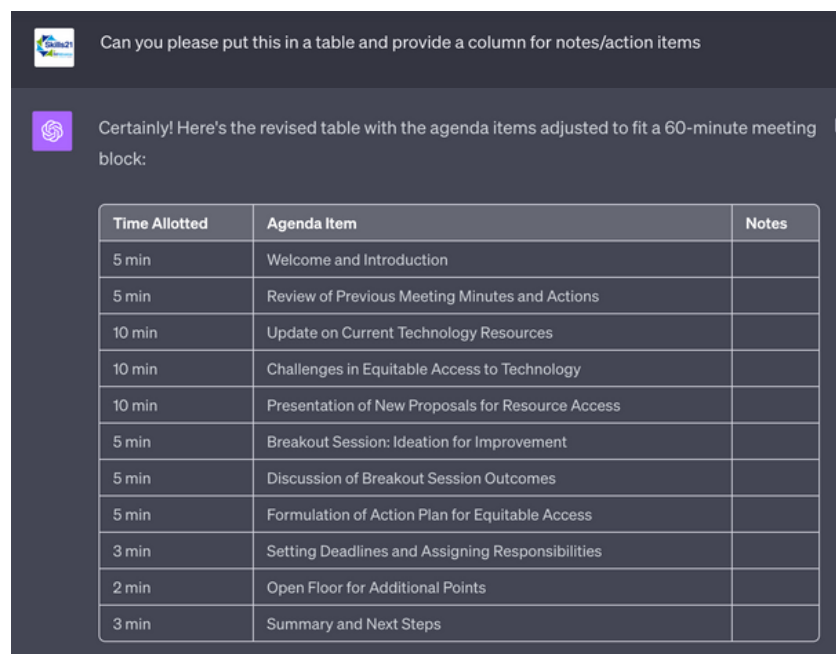 Skills21
Can you please put this in a table and provide a column for notes/action items
Certainly! Here's the revised table with the agenda items adjusted to fit a 60-minute meeting
block:
Time Allotted Agenda Item Notes
5 min Welcome and Introduction
5 min Review of Previous Meeting Minutes and Actions
10 min Update on Current Technology Resources
10 min Challenges in Equitable Access to Technology
10 min Presentation of New Proposals for Resource Access
5 min Breakout Session: Ideation for Improvement
5 min Discussion of Breakout Session Outcomes
5 min Formulation of Action Plan for Equitable Access
3 min Setting Deadlines and Assigning Responsibilities
2 min Open Floor for Additional Points
3 min Summary and Next Steps